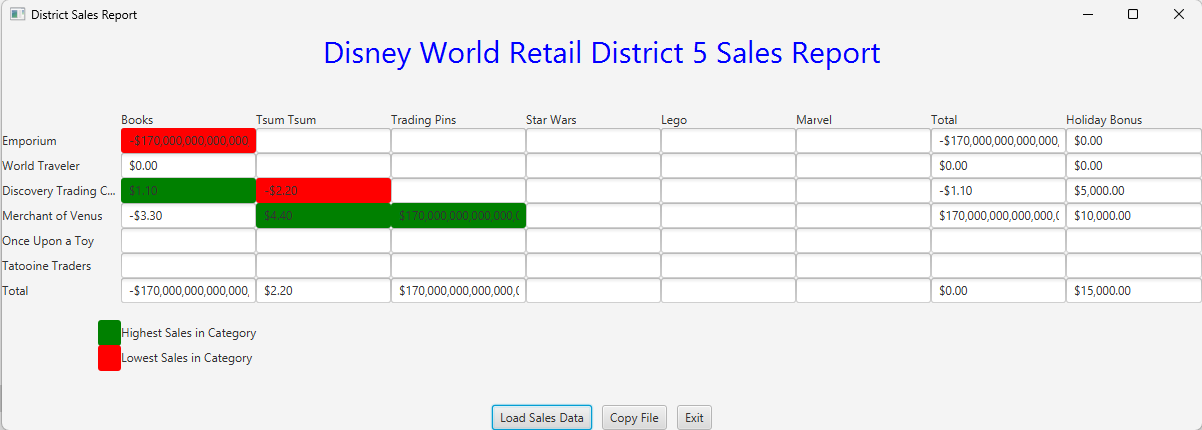 District Sales Report
Disney World Retail District 5 Sales Report
Books Tsum Tsum Trading Pins Star Wars Lego Marvel Total Holiday Bonus
Emporium -$170,000,000,000,000, -$170,000,000,000,000, $0.00
World Traveler $0.00 $0.00 $0.00
Discovery Trading C... $1.10 -$2.20 -$1.10 $5,000.00
Merchant of Venus -$3.30 $4.40 $170,000,000,000,000,0 $170,000,000,000,000,0 $10,000.00
Once Upon a Toy
Tatooine Traders
Total -$170,000,000,000,000, $2.20 $170,000,000,000,000,0 $0.00 $15,000.00
Highest Sales in Category
Lowest Sales in Category
Load Sales Data Copy File Exit